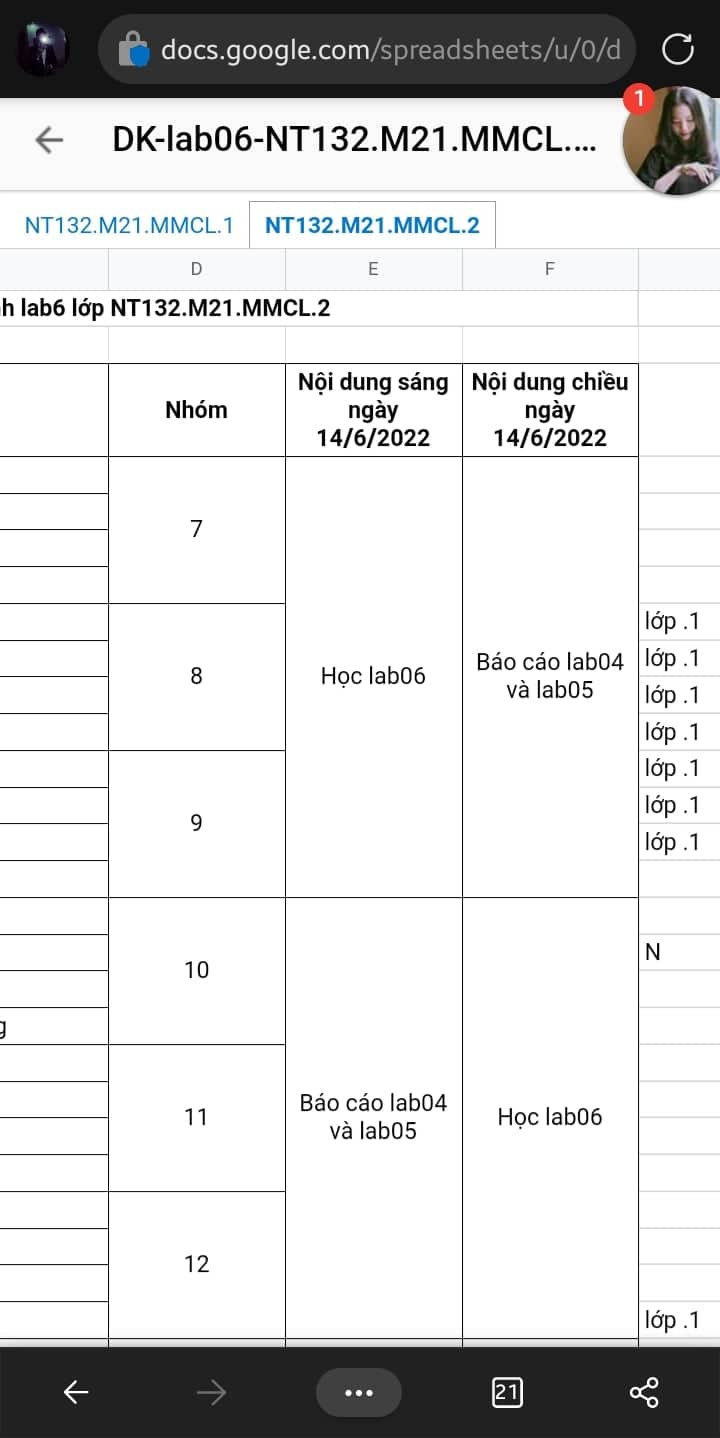 docs.google.com/spreadsheets/u/0/d
DK-lab06-NT132.M21.MMCL....
1
NT132.M21.MMCL.1
NT132.M21.MMCL.2
D
E
F
h lab6 lớp NT132.M21.MMCL.2
Nhóm
Nội dung sáng
ngày
14/6/2022
Nội dung chiều
ngày
14/6/2022
7
8
9
Học lab06
Báo cáo lab04
và lab05
lớp .1
lớp .1
lớp .1
lớp .1
lớp .1
lớp .1
lớp .1
N
g
10
11
12
Báo cáo lab04
và lab05
Học lab06
lớp .1
21